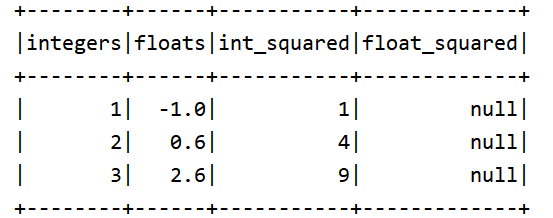 +--------+------+-----------+-------------+
|integers|floats|int_squared|float_squared|
+--------+------+-----------+-------------+
|       1|  -1.0|          1|         null|
|       2|   0.6|          4|         null|
|       3|   2.6|          9|         null|
+--------+------+-----------+-------------+